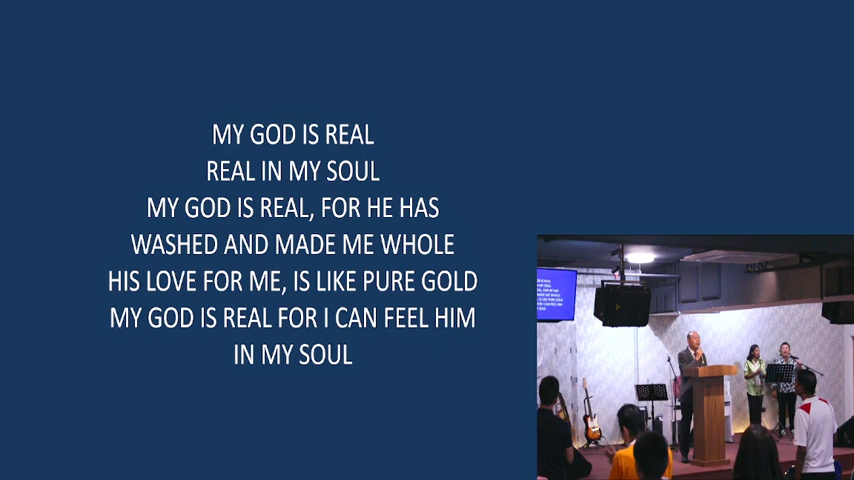 MY GOD IS REAL
REAL IN MY SOUL
MY GOD IS REAL, FOR HE HAS
WASHED AND MADE ME WHOLE
HIS LOVE FOR ME, IS LIKE PURE GOLD
MY GOD IS REAL FOR I CAN FEEL HIM
IN MY SOUL